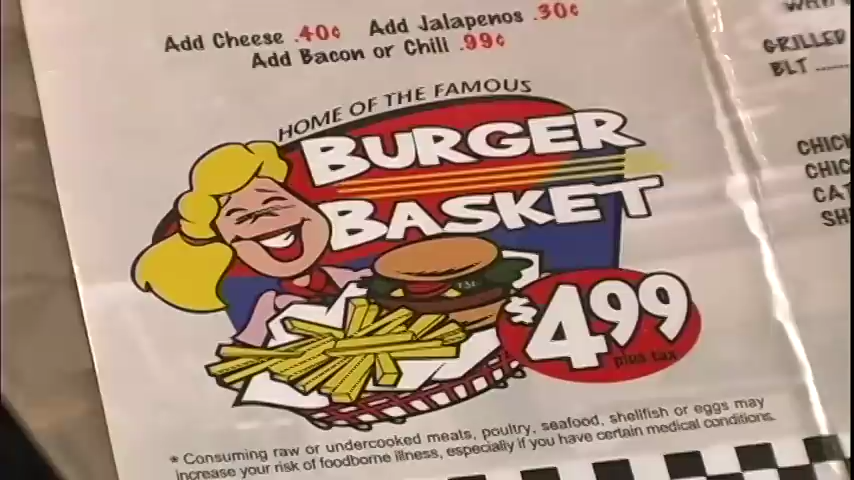 Add Cheese .40¢ Add Jalapenos .30¢
Add Bacon or Chili .99¢
HOME OF THE FAMOUS
BURGER
BASKET
$4.99
plus tax
* Consuming raw or undercooked meats, poultry, seafood, shellfish or eggs may
increase your risk of foodborne illness, especially if you have certain medical conditions.
GRILLED
BLT ......